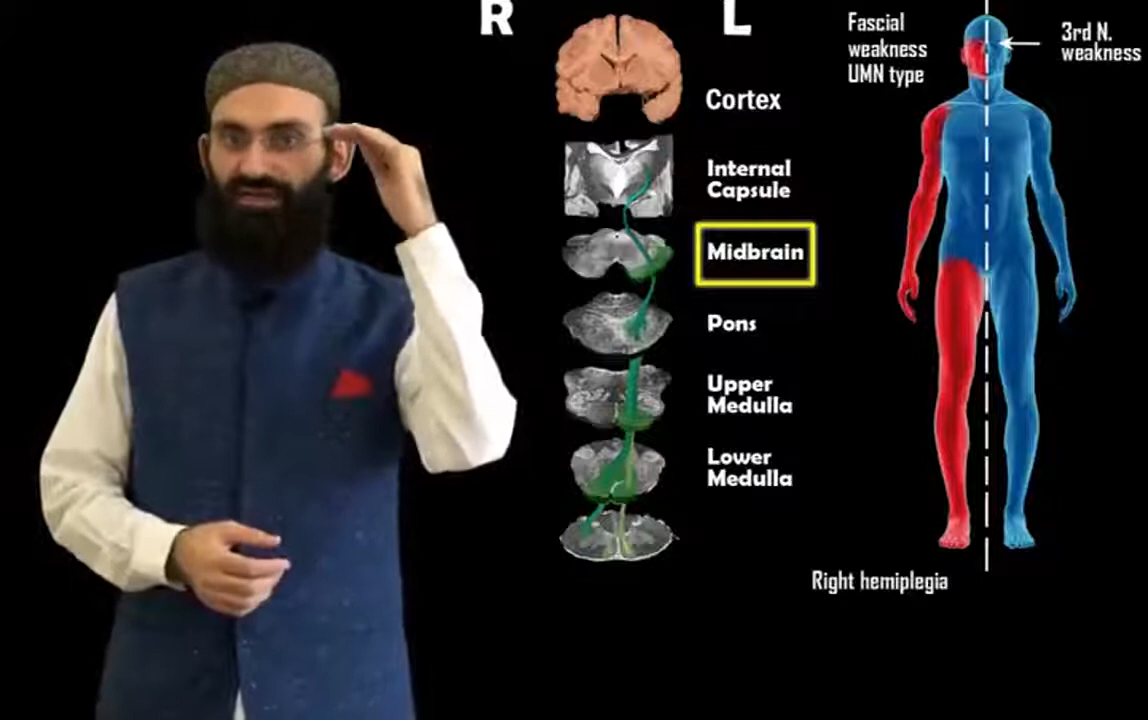 R
L
Cortex
Internal
Capsule
Midbrain
Pons
Upper
Medulla
Lower
Medulla
Fascial
weakness
UMN type
3rd N.
weakness
Right hemiplegia